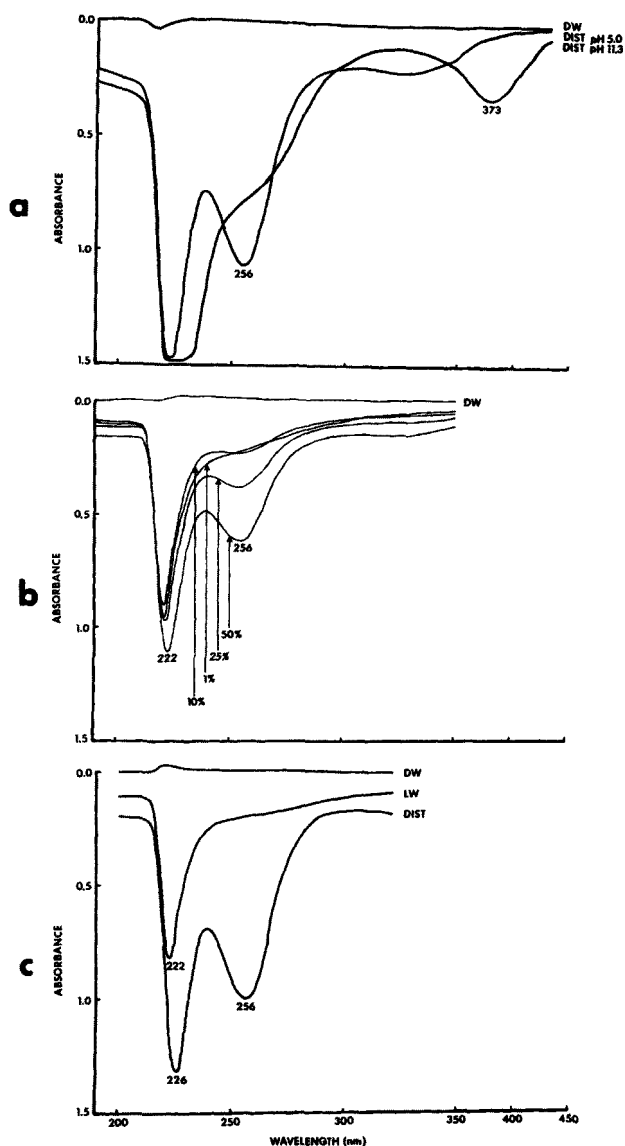 a
ABSORBANCE
0.0
0.5
1.0
1.5
DW
DIST pH 5.0
DIST pH 11.3
256
373
b
ABSORBANCE
0.0
0.5
1.0
1.5
DW
222
256
50%
25%
1%
10%
c
ABSORBANCE
0.0
0.5
1.0
1.5
DW
LW
DIST
222
226
256
200 250 300 350 400 450
WAVELENGTH (nm)